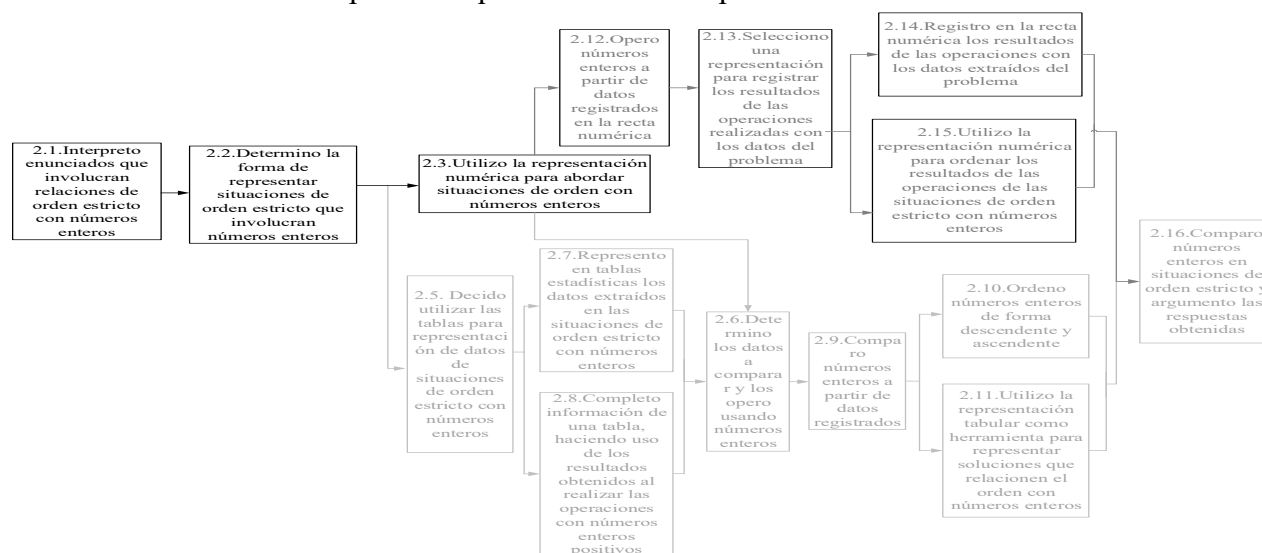 2.12.Opero
números
enteros a
partir de
datos
registrados
en la recta
numérica
2.13.Selecciono
una
representación
para registrar
los resultados
de las
operaciones
realizadas con
los datos del
problema
2.14.Registro en la recta
numérica los resultados
de las operaciones con
los datos extraídos del
problema
2.15.Utilizo la
representación numérica
para ordenar los
resultados de las
operaciones de las
situaciones de orden
estricto con números
enteros
2.1.Interpreto
enunciados que
involucran
relaciones de
orden estricto
con números
enteros
2.2.Determino la
forma de
representar
situaciones de
orden estricto que
involucran
números enteros
2.3.Utilizo la representación
numérica para abordar
situaciones de orden con
números enteros
2.5. Decido
utilizar las
tablas para
representaci
ón de datos
de
situaciones
de orden
estricto con
números
enteros
2.7.Represento
en tablas
estadísticas los
datos extraídos
en las
situaciones de
orden estricto
con números
enteros
2.8.Completo
información de
una tabla,
haciendo uso
de los
resultados
obtenidos al
realizar las
operaciones
con números
enteros
positivos
2.6.Dete
rmino
los datos
a
compara
r y los
opero
usando
números
enteros
2.9.Compa
ro
números
enteros a
partir de
datos
registrados
2.10.Ordeno
números enteros
de forma
descendente y
ascendente
2.11.Utilizo la
representación
tabular como
herramienta para
representar
soluciones que
relacionen el
orden con
números enteros
2.16.Comparo
números
enteros en
situaciones de
orden estricto y
argumento las
respuestas
obtenidas